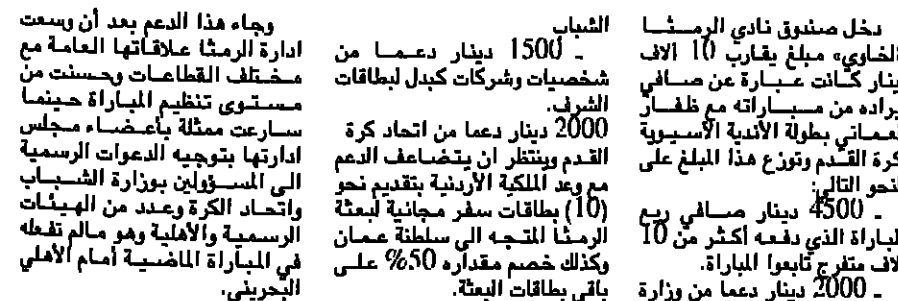 دخل صندوق نادي الرمثا
الخاوي» مبلغ يقارب 10 آلاف
ينار كانت عبارة عن صافي
يراده من مباراته مع ظفار
لعماني بطولة الأندية الآسيوية
كرة القدم وتوزع هذا المبلغ على
لنحو التالي:
ـ 4500 دينار صافي ريع
لمباراة الذي دفعه أكثر من 10
لاف متفرج تابعوا المباراة.
ـ 2000 دينار دعما من وزارة
الشباب
ـ 1500 دينار دعما من
شخصيات وشركات كبدل لبطاقات
الشرف.
2000 دينار دعما من اتحاد كرة
القدم وينتظر ان يتضاعف الدعم
مع وعد الملكية الأردنية بتقديم نحو
(10) بطاقات سفر مجانية لبعثة
الرمثا المتجه الى سلطنة عمان
وكذلك خصم مقداره 50% على
باقي بطاقات البعثة.
وجاء هذا الدعم بعد أن وسعت
ادارة الرمثا علاقاتها العامة مع
مختلف القطاعات وحسنت من
مستوى تنظيم المباراة حينما
سارعت ممثلة بأعضاء مجلس
ادارتها بتوجيه الدعوات الرسمية
الى المسؤولين بوزارة الشباب
واتحاد الكرة وعدد من الهيئات
الرسمية والأهلية وهو مالم تفعله
في المباراة الماضية أمام الأهلي
البحريني.